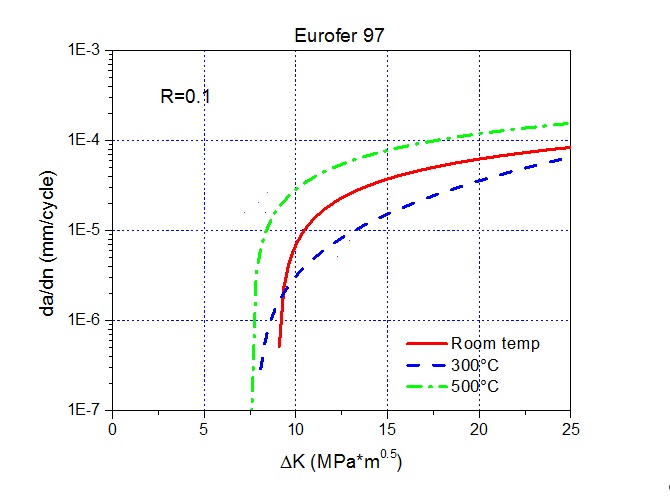 Eurofer 97
1E-3
R=0.1
1E-4
1E-5
1E-6
1E-7
da/dn (mm/cycle)
Room temp
300°C
500°C
0 5 10 15 20 25
ΔK (MPa*m^0.5)